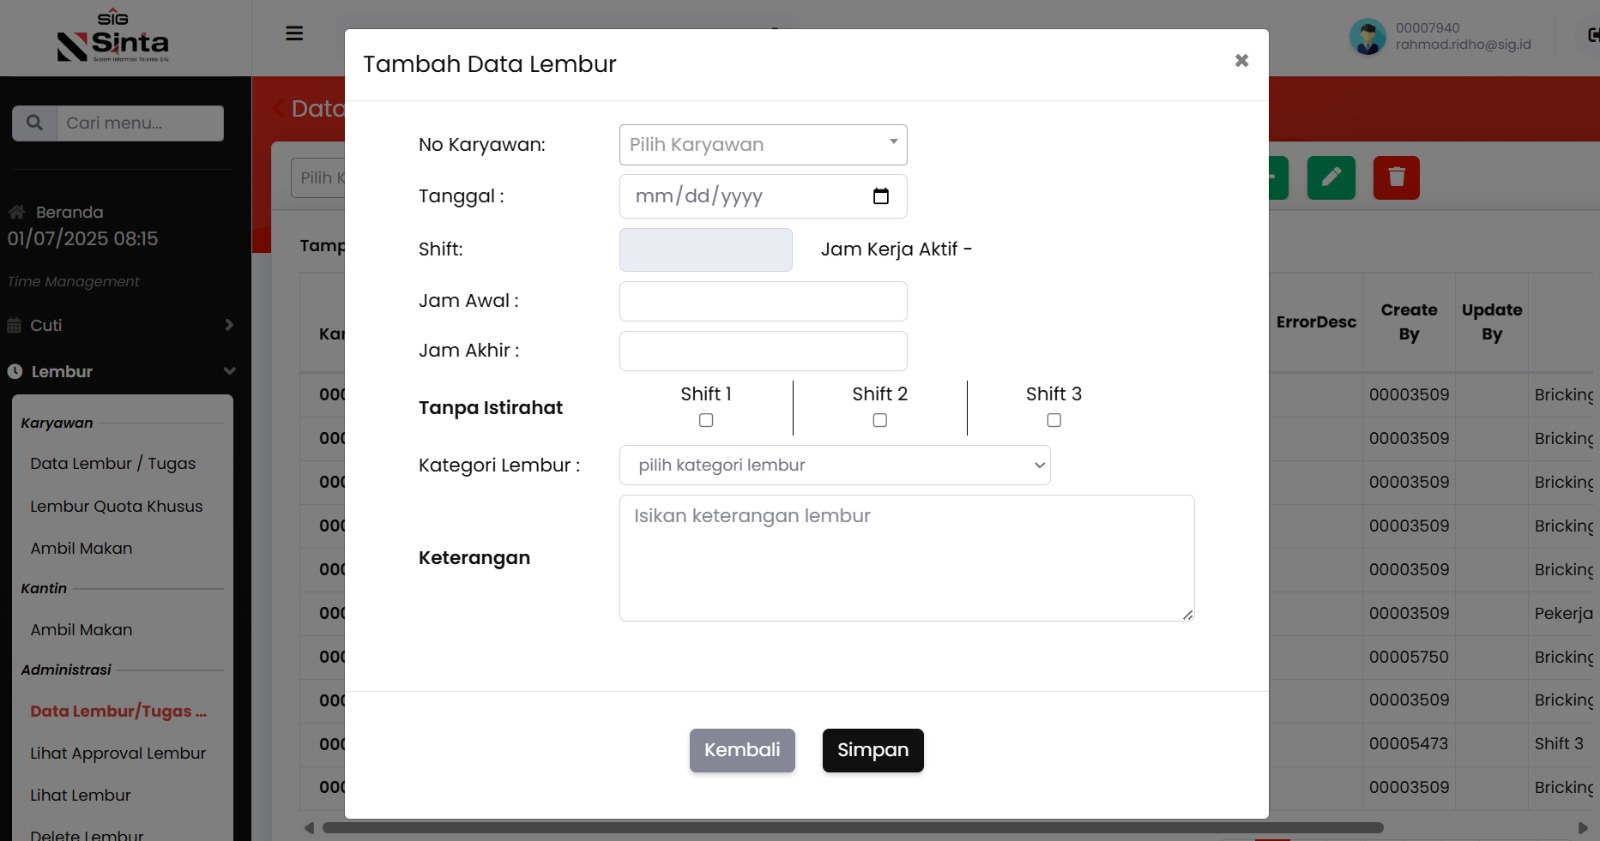 SIG
Sinta
Sistem Informasi Talenta SIG
00007940
rahmad.ridho@sig.id
Cari menu...
Beranda
01/07/2025 08:15
Time Management
Cuti
Lembur
Karyawan
Data Lembur / Tugas
Lembur Quota Khusus
Ambil Makan
Kantin
Ambil Makan
Administrasi
Data Lembur/Tugas ...
Lihat Approval Lembur
Lihat Lembur
Delete Lembur
Data
Pilih K
Tamp
Kar
000
000
000
000
000
000
000
000
000
000
Tambah Data Lembur
No Karyawan:
Pilih Karyawan
Tanggal :
mm/dd/yyyy
Shift:
Jam Kerja Aktif -
Jam Awal :
Jam Akhir :
Tanpa Istirahat
Shift 1
Shift 2
Shift 3
Kategori Lembur :
pilih kategori lembur
Keterangan
Isikan keterangan lembur
Kembali
Simpan
ErrorDesc
Create By
Update By
00003509 Bricking
00003509 Bricking
00003509 Bricking
00003509 Bricking
00003509 Bricking
00003509 Pekerja
00005750 Bricking
00003509 Bricking
00005473 Shift 3
00003509 Bricking